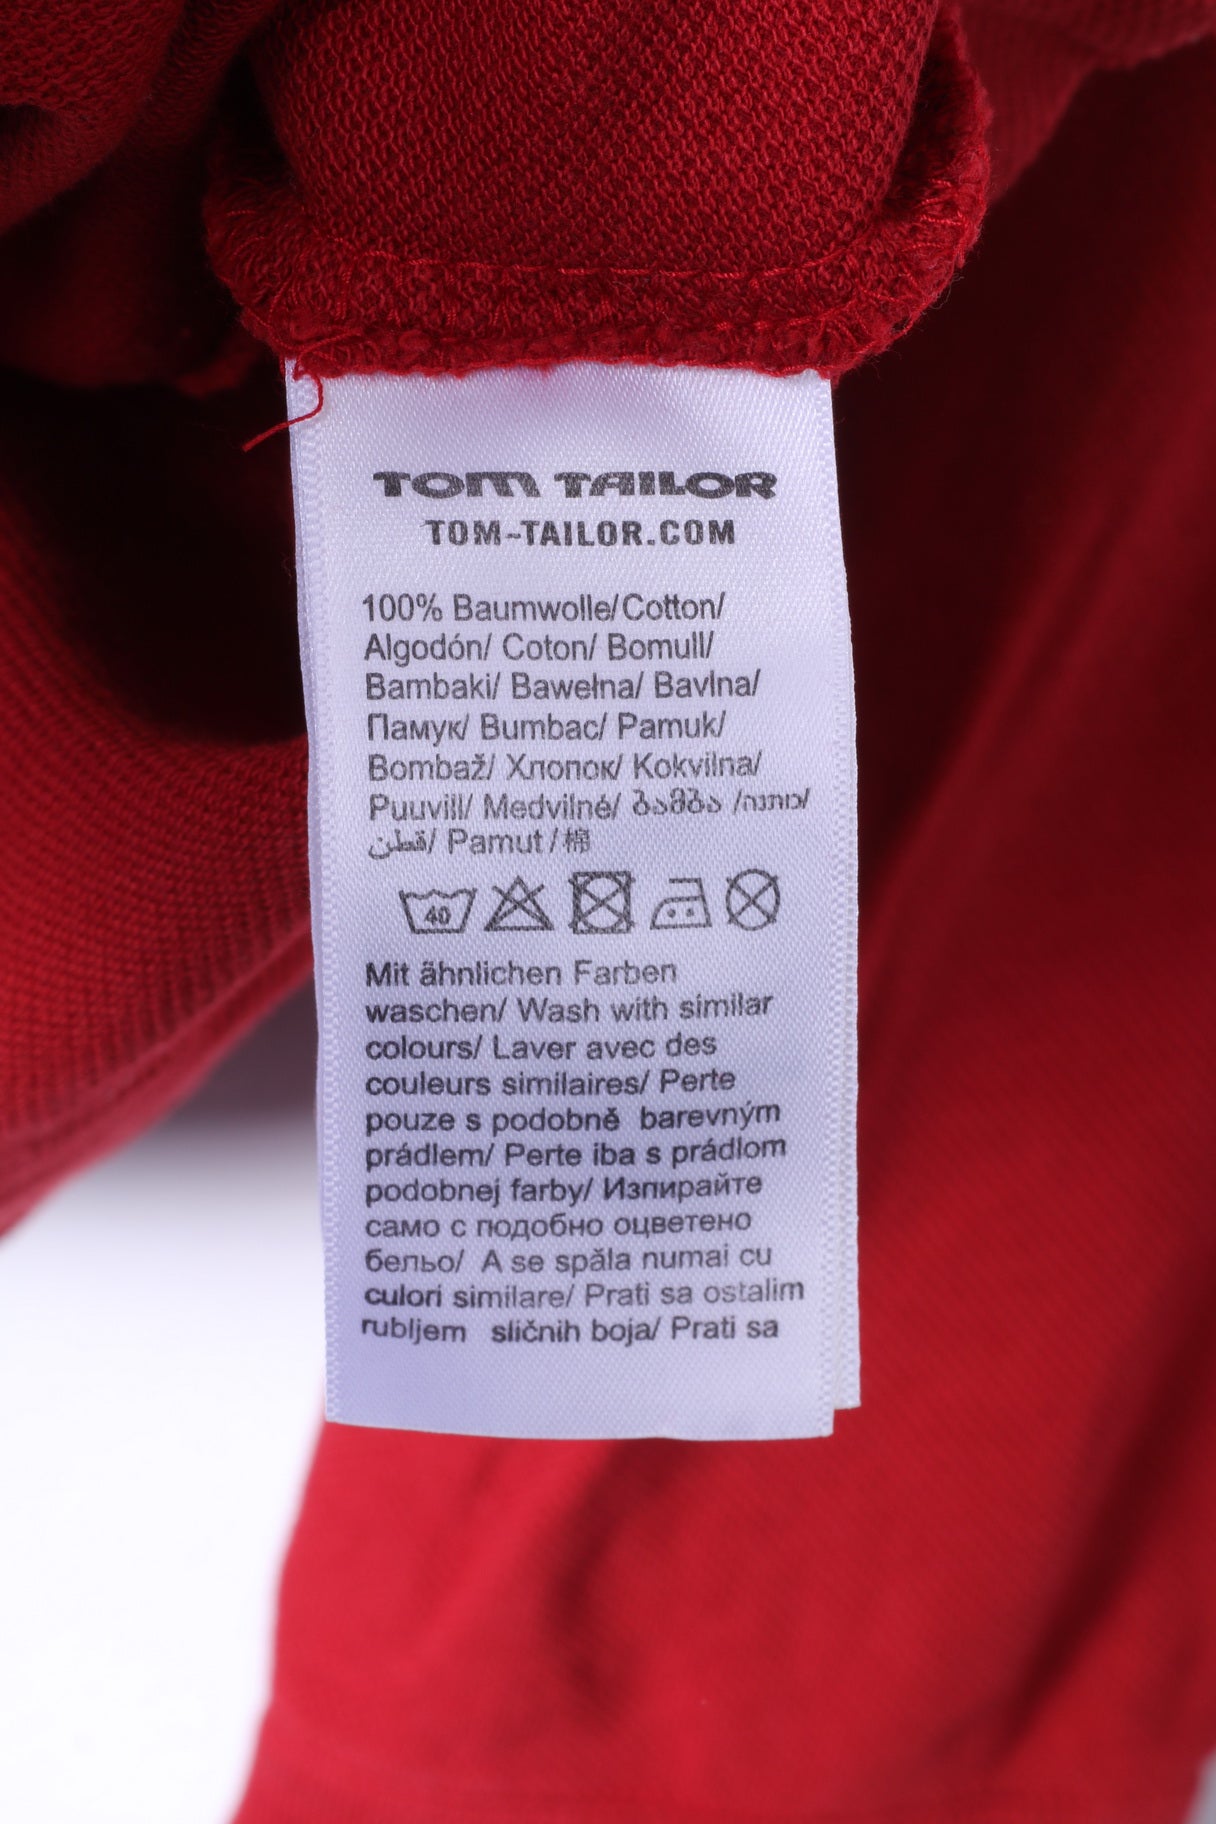 TOM TAILOR
TOM-TAILOR.COM
100% Baumwolle/Cotton/
Algodón/ Coton/ Bomull/
Bambaki/ Bawełna/ Bavlna/
Памук/ Bumbac/ Pamuk/
Bombaž/ Хлопок/ Kokvilna/
Puuvill/ Medvilné/ ბამბა /כותנה/
قطن/ Pamut /棉
40
Mit ähnlichen Farben
waschen/ Wash with similar
colours/ Laver avec des
couleurs similaires/ Perte
pouze s podobně barevným
prádlem/ Perte iba s prádlom
podobnej farby/ Изпирайте
само с подобно оцветено
бельо/ A se spăla numai cu
culori similare/ Prati sa ostalim
rubljem sličnih boja/ Prati sa